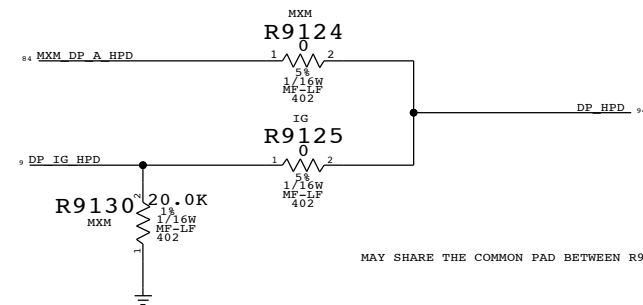 MXM
R9124
0
84 MXM_DP_A_HPD 1 2
5%
1/16W
MF-LF
402
DP_HPD
IG
R9125
0
9 DP_IG_HPD 1 2
5%
1/16W
MF-LF
402
2 20.0K
R9130 1%
MXM 1/16W
MF-LF
402
1
MAY SHARE THE COMMON PAD BETWEEN R9